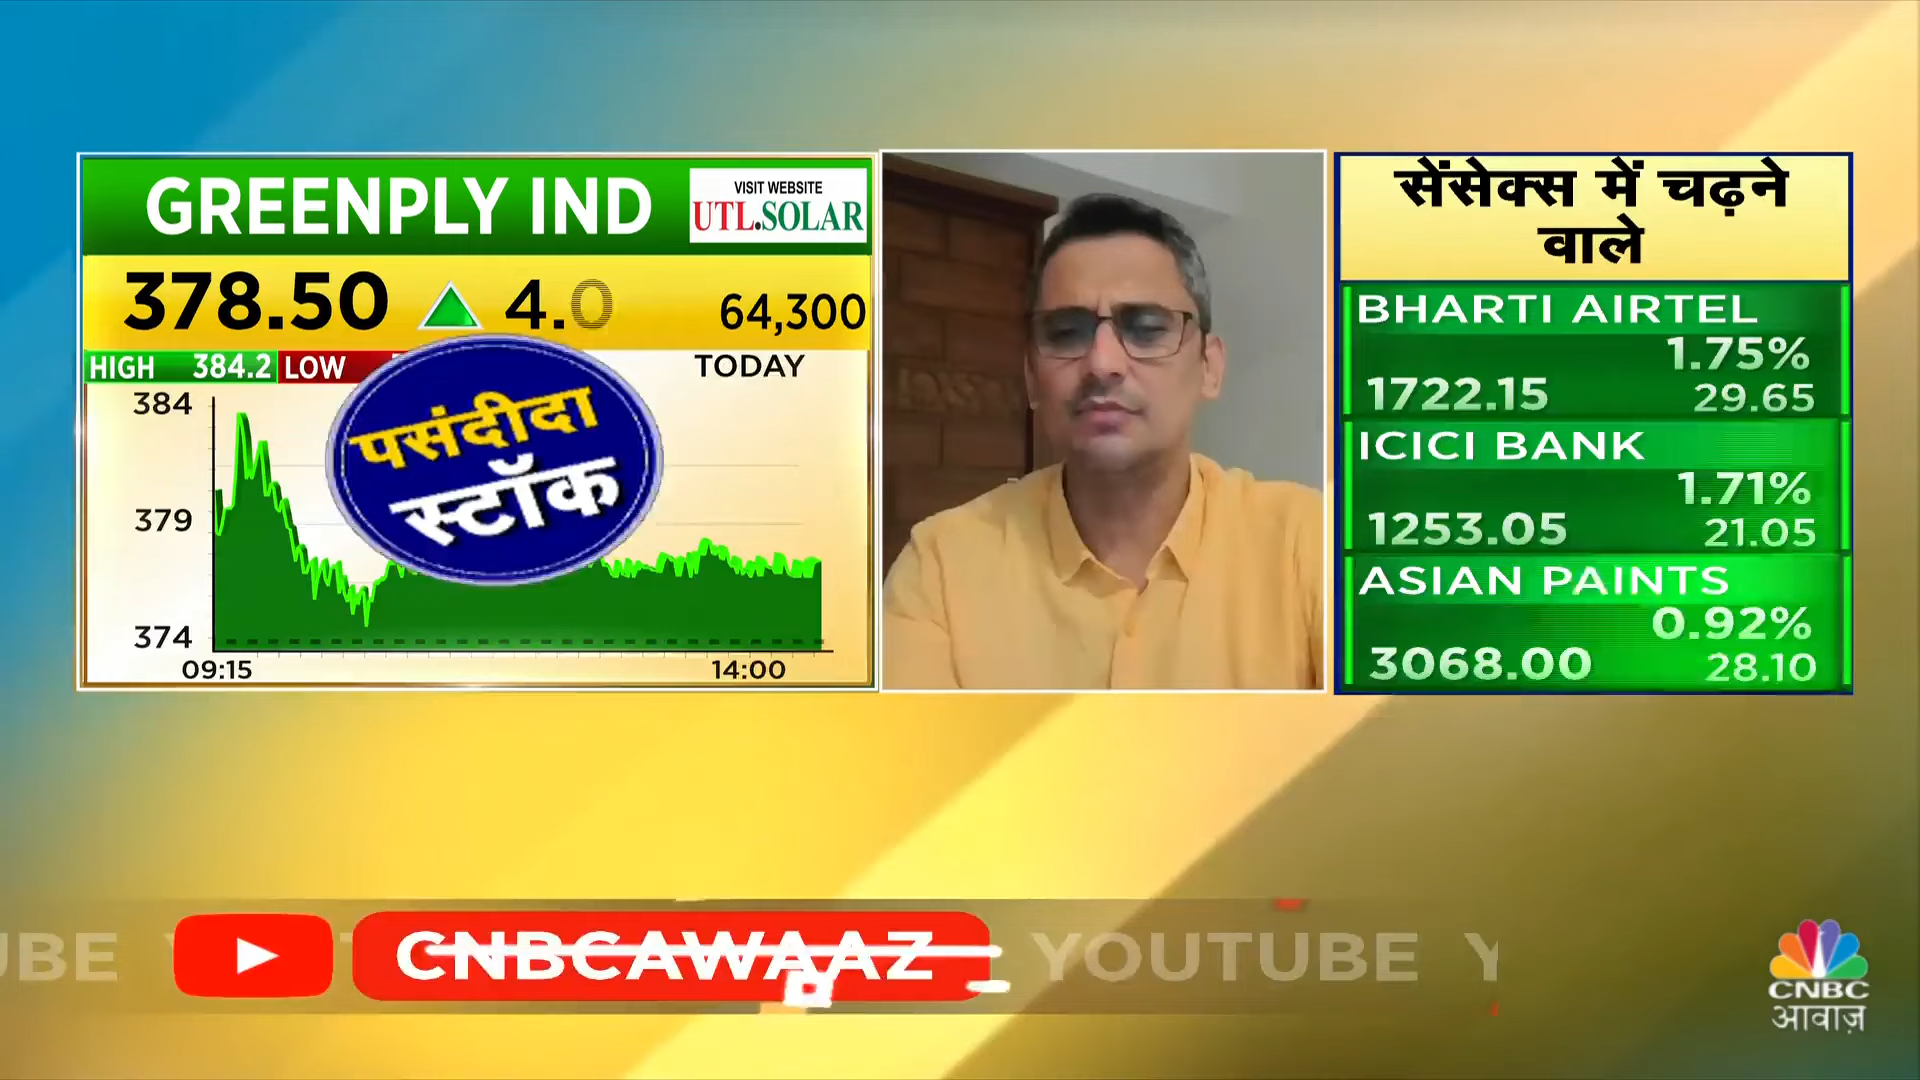 GREENPLY IND
VISIT WEBSITE
UTL.SOLAR
378.50 4.0 64,300
HIGH 384.2 LOW
TODAY
पसंदीदा
स्टॉक
384
379
374
09:15 14:00
सेंसेक्स में चढ़ने
वाले
BHARTI AIRTEL
1.75%
1722.15 29.65
ICICI BANK
1.71%
1253.05 21.05
ASIAN PAINTS
0.92%
3068.00 28.10
UBE CNBCAWAAZ YOUTUBE Y
CNBC
आवाज़